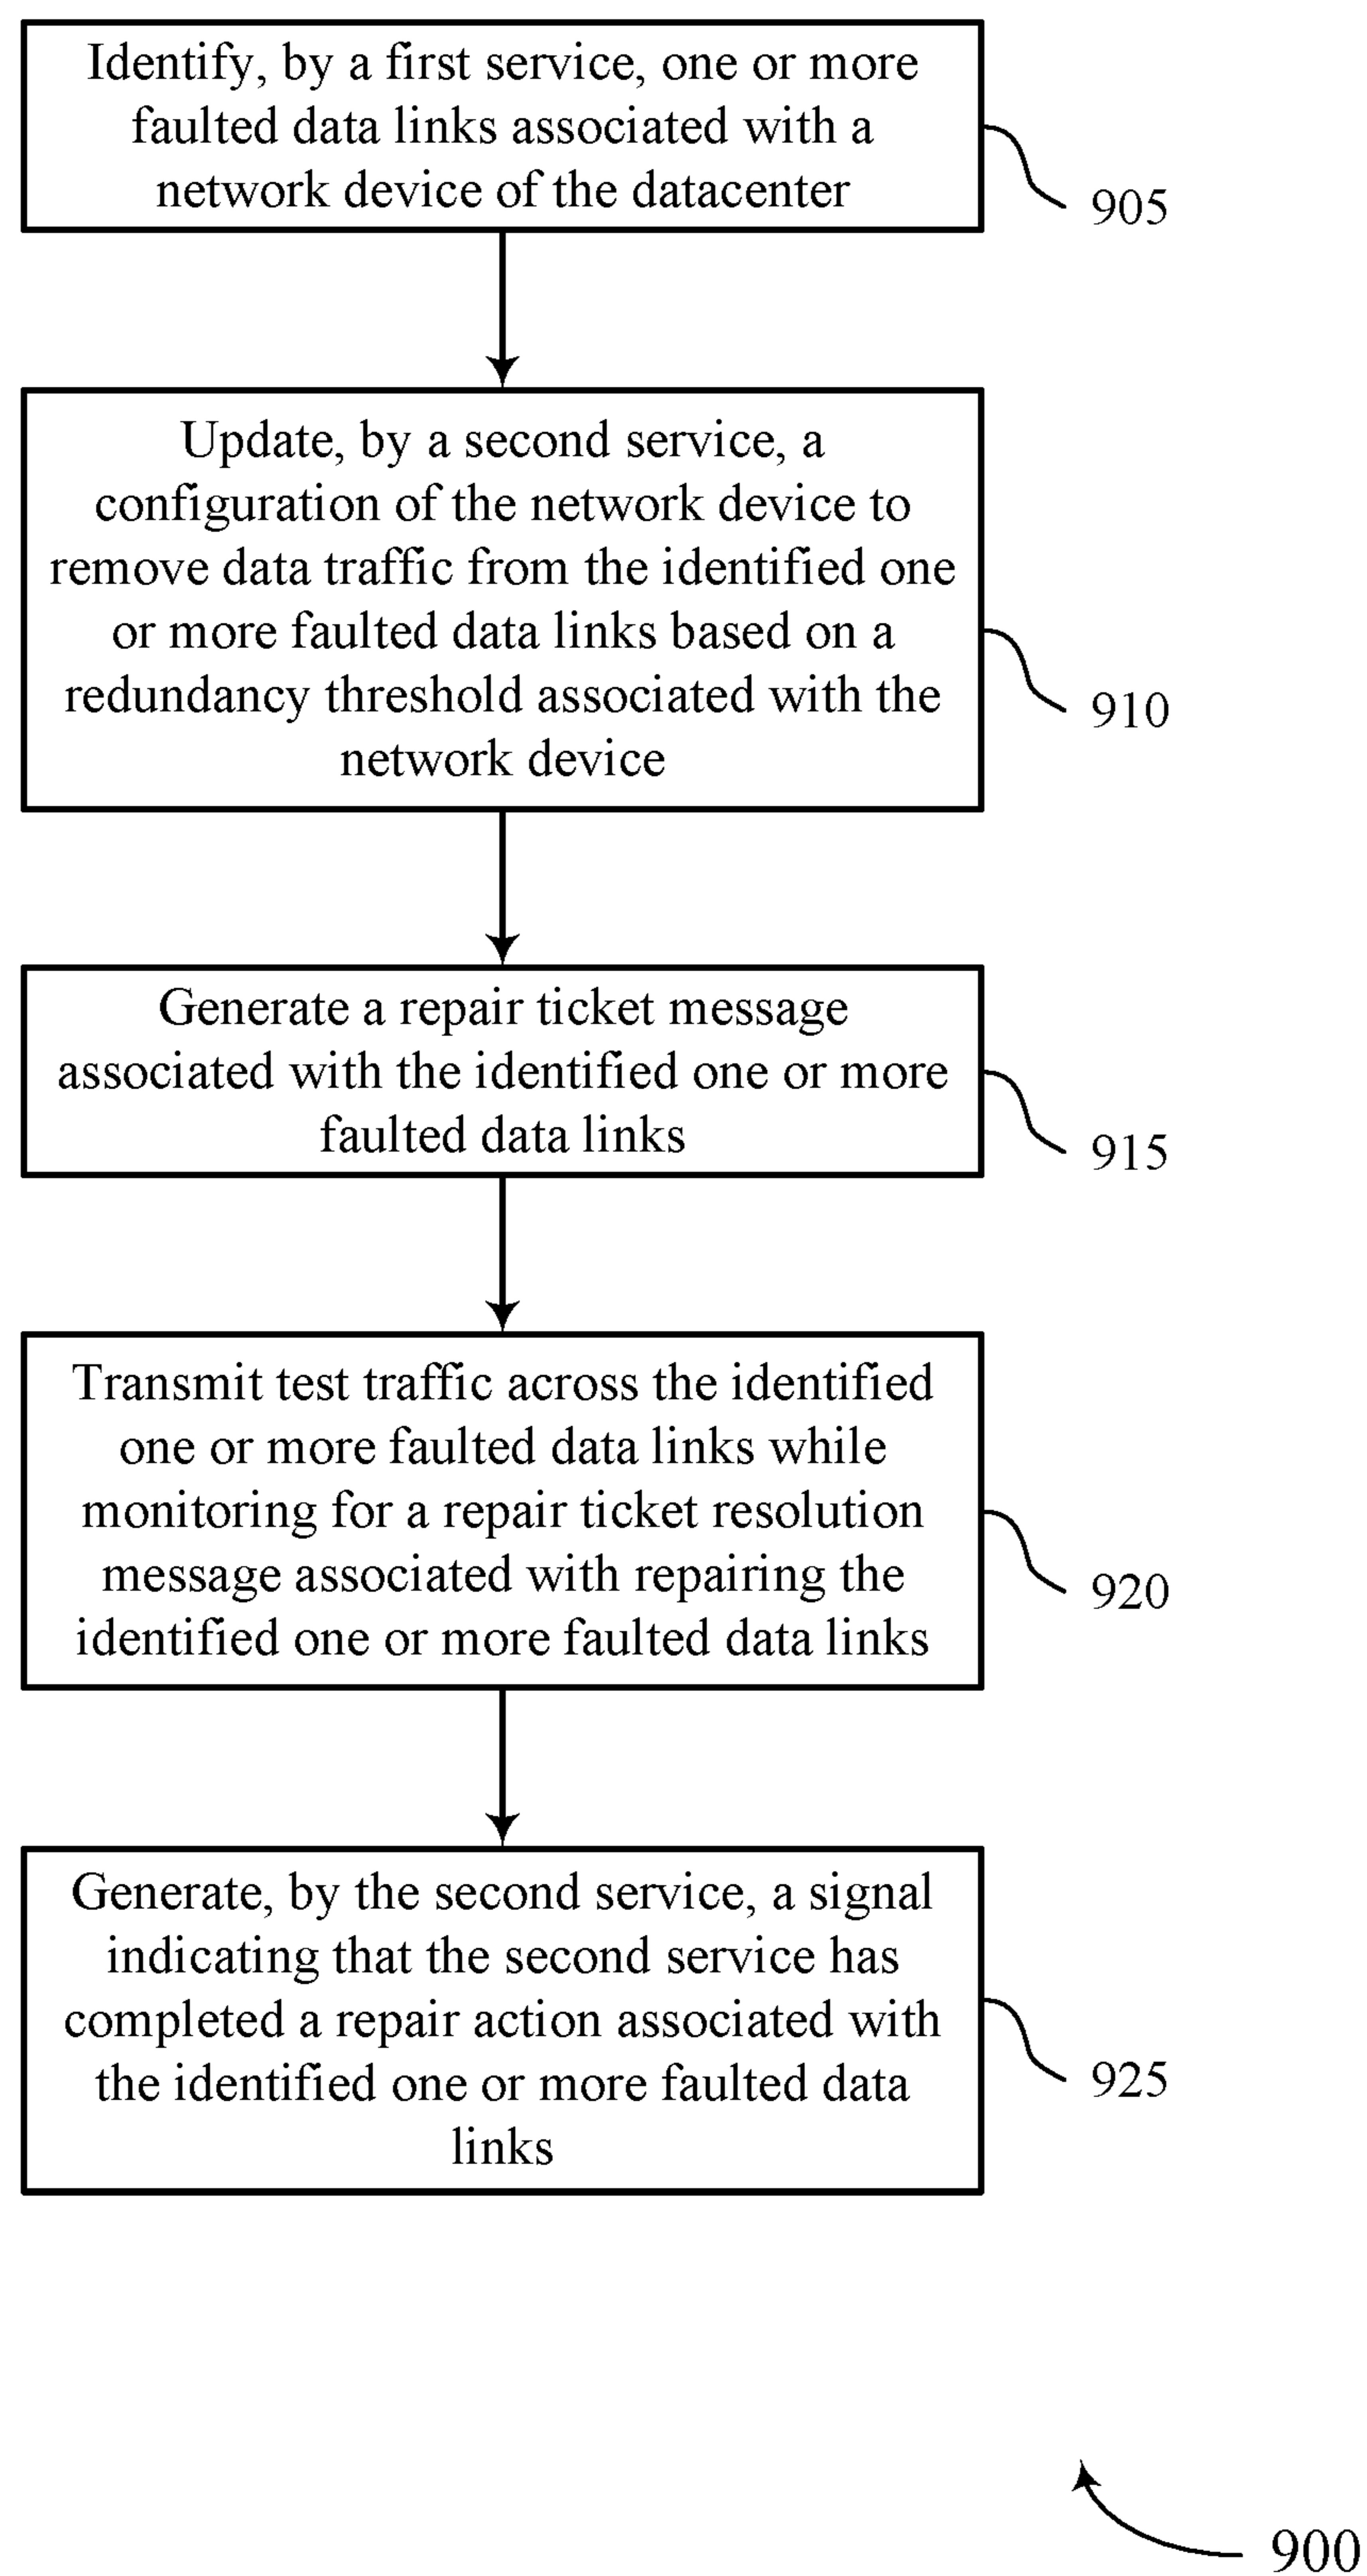 Identify, by a first service, one or more
faulted data links associated with a
network device of the datacenter
905
Update, by a second service, a
configuration of the network device to
remove data traffic from the identified one
or more faulted data links based on a
redundancy threshold associated with the
network device
910
Generate a repair ticket message
associated with the identified one or more
faulted data links
915
Transmit test traffic across the identified
one or more faulted data links while
monitoring for a repair ticket resolution
message associated with repairing the
identified one or more faulted data links
920
Generate, by the second service, a signal
indicating that the second service has
completed a repair action associated with
the identified one or more faulted data
links
925
900